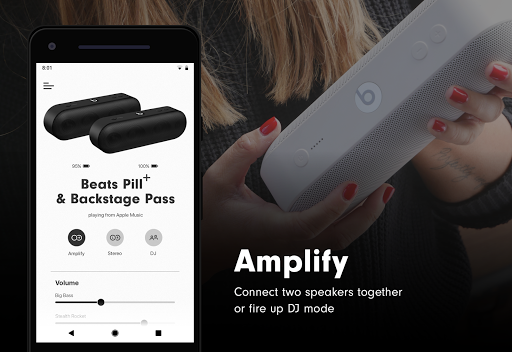 8:01
95%
100%
Beats Pill+
& Backstage Pass
playing from Apple Music
Amplify
Stereo
DJ
Volume
Big Bass
Amplify
Connect two speakers together
or fire up DJ mode